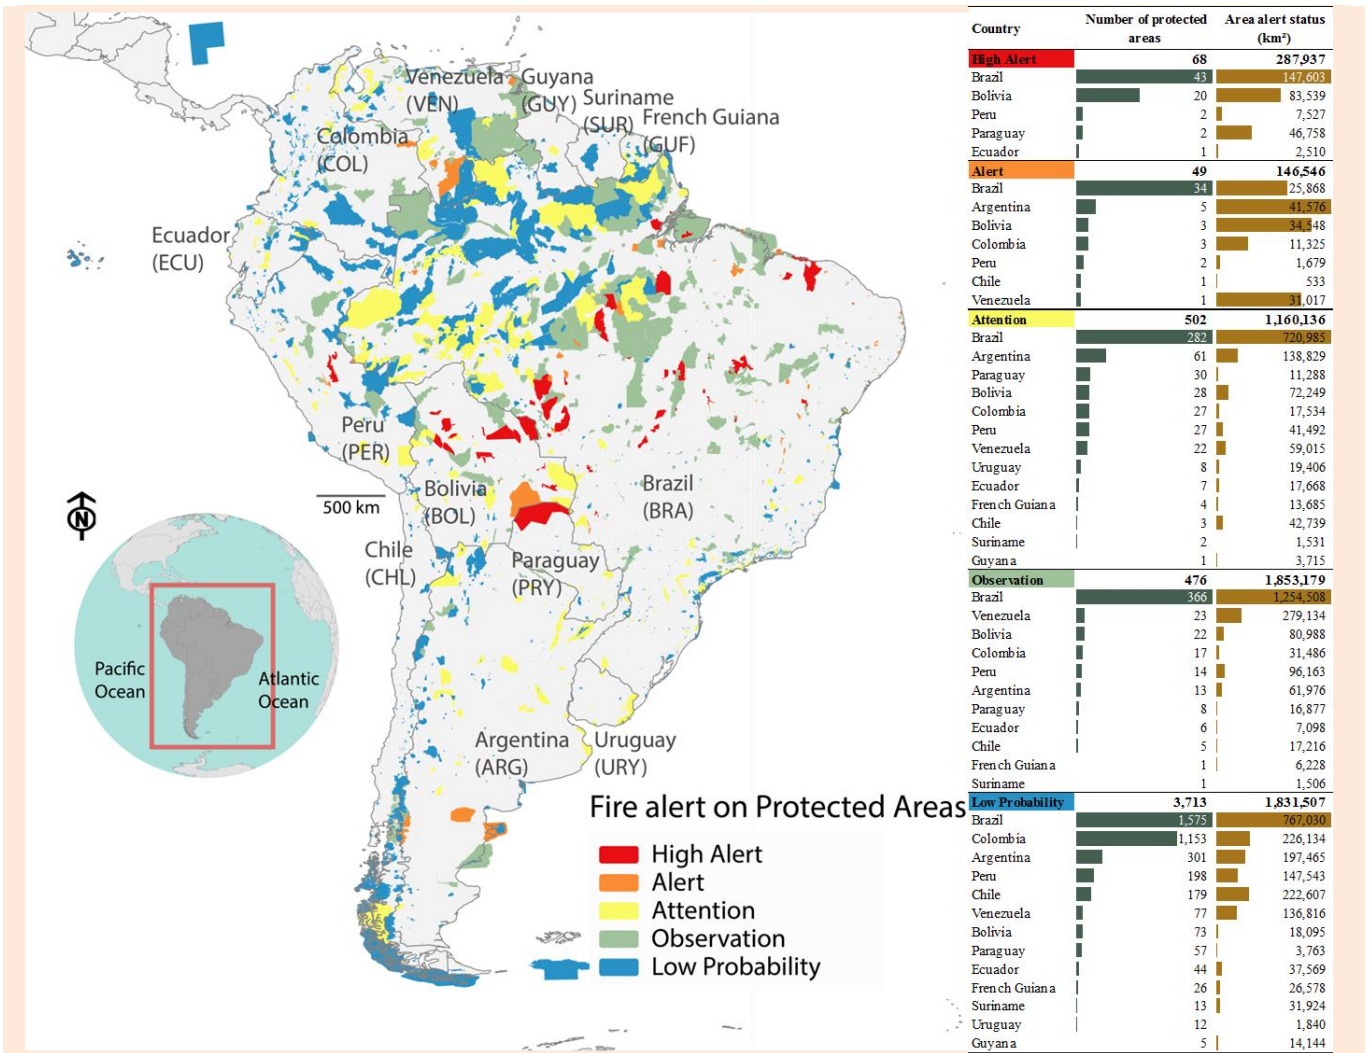 Venezuela
(VEN)
Guyana
(GUY)
Suriname
(SUR)
French Guiana
(GUF)
Colombia
(COL)
Ecuador
(ECU)
Peru
(PER)
Bolivia
(BOL)
Brazil
(BRA)
500 km
N
Chile
(CHL)
Paraguay
(PRY)
Pacific
Ocean
Atlantic
Ocean
Argentina
(ARG)
Uruguay
(URY)
Fire alert on Protected Areas
High Alert
Alert
Attention
Observation
Low Probability
Country Number of protected areas Area alert status (km²)
High Alert 68 287,937
Brazil 43 147,603
Bolivia 20 83,539
Peru 2 7,527
Paraguay 2 46,758
Ecuador 1 2,510
Alert 49 146,546
Brazil 34 25,868
Argentina 5 41,576
Bolivia 3 34,548
Colombia 3 11,325
Peru 2 1,679
Chile 1 533
Venezuela 1 31,017
Attention 502 1,160,136
Brazil 282 720,985
Argentina 61 138,829
Paraguay 30 11,288
Bolivia 28 72,249
Colombia 27 17,534
Peru 27 41,492
Venezuela 22 59,015
Uruguay 8 19,406
Ecuador 7 17,668
French Guiana 4 13,685
Chile 3 42,739
Suriname 2 1,531
Guyana 1 3,715
Observation 476 1,853,179
Brazil 366 1,254,508
Venezuela 23 279,134
Bolivia 22 80,988
Colombia 17 31,486
Peru 14 96,163
Argentina 13 61,976
Paraguay 8 16,877
Ecuador 6 7,098
Chile 5 17,216
French Guiana 1 6,228
Suriname 1 1,506
Low Probability 3,713 1,831,507
Brazil 1,575 767,030
Colombia 1,153 226,134
Argentina 301 197,465
Peru 198 147,543
Chile 179 222,607
Venezuela 77 136,816
Bolivia 73 18,095
Paraguay 57 3,763
Ecuador 44 37,569
French Guiana 26 26,578
Suriname 13 31,924
Uruguay 12 1,840
Guyana 5 14,144